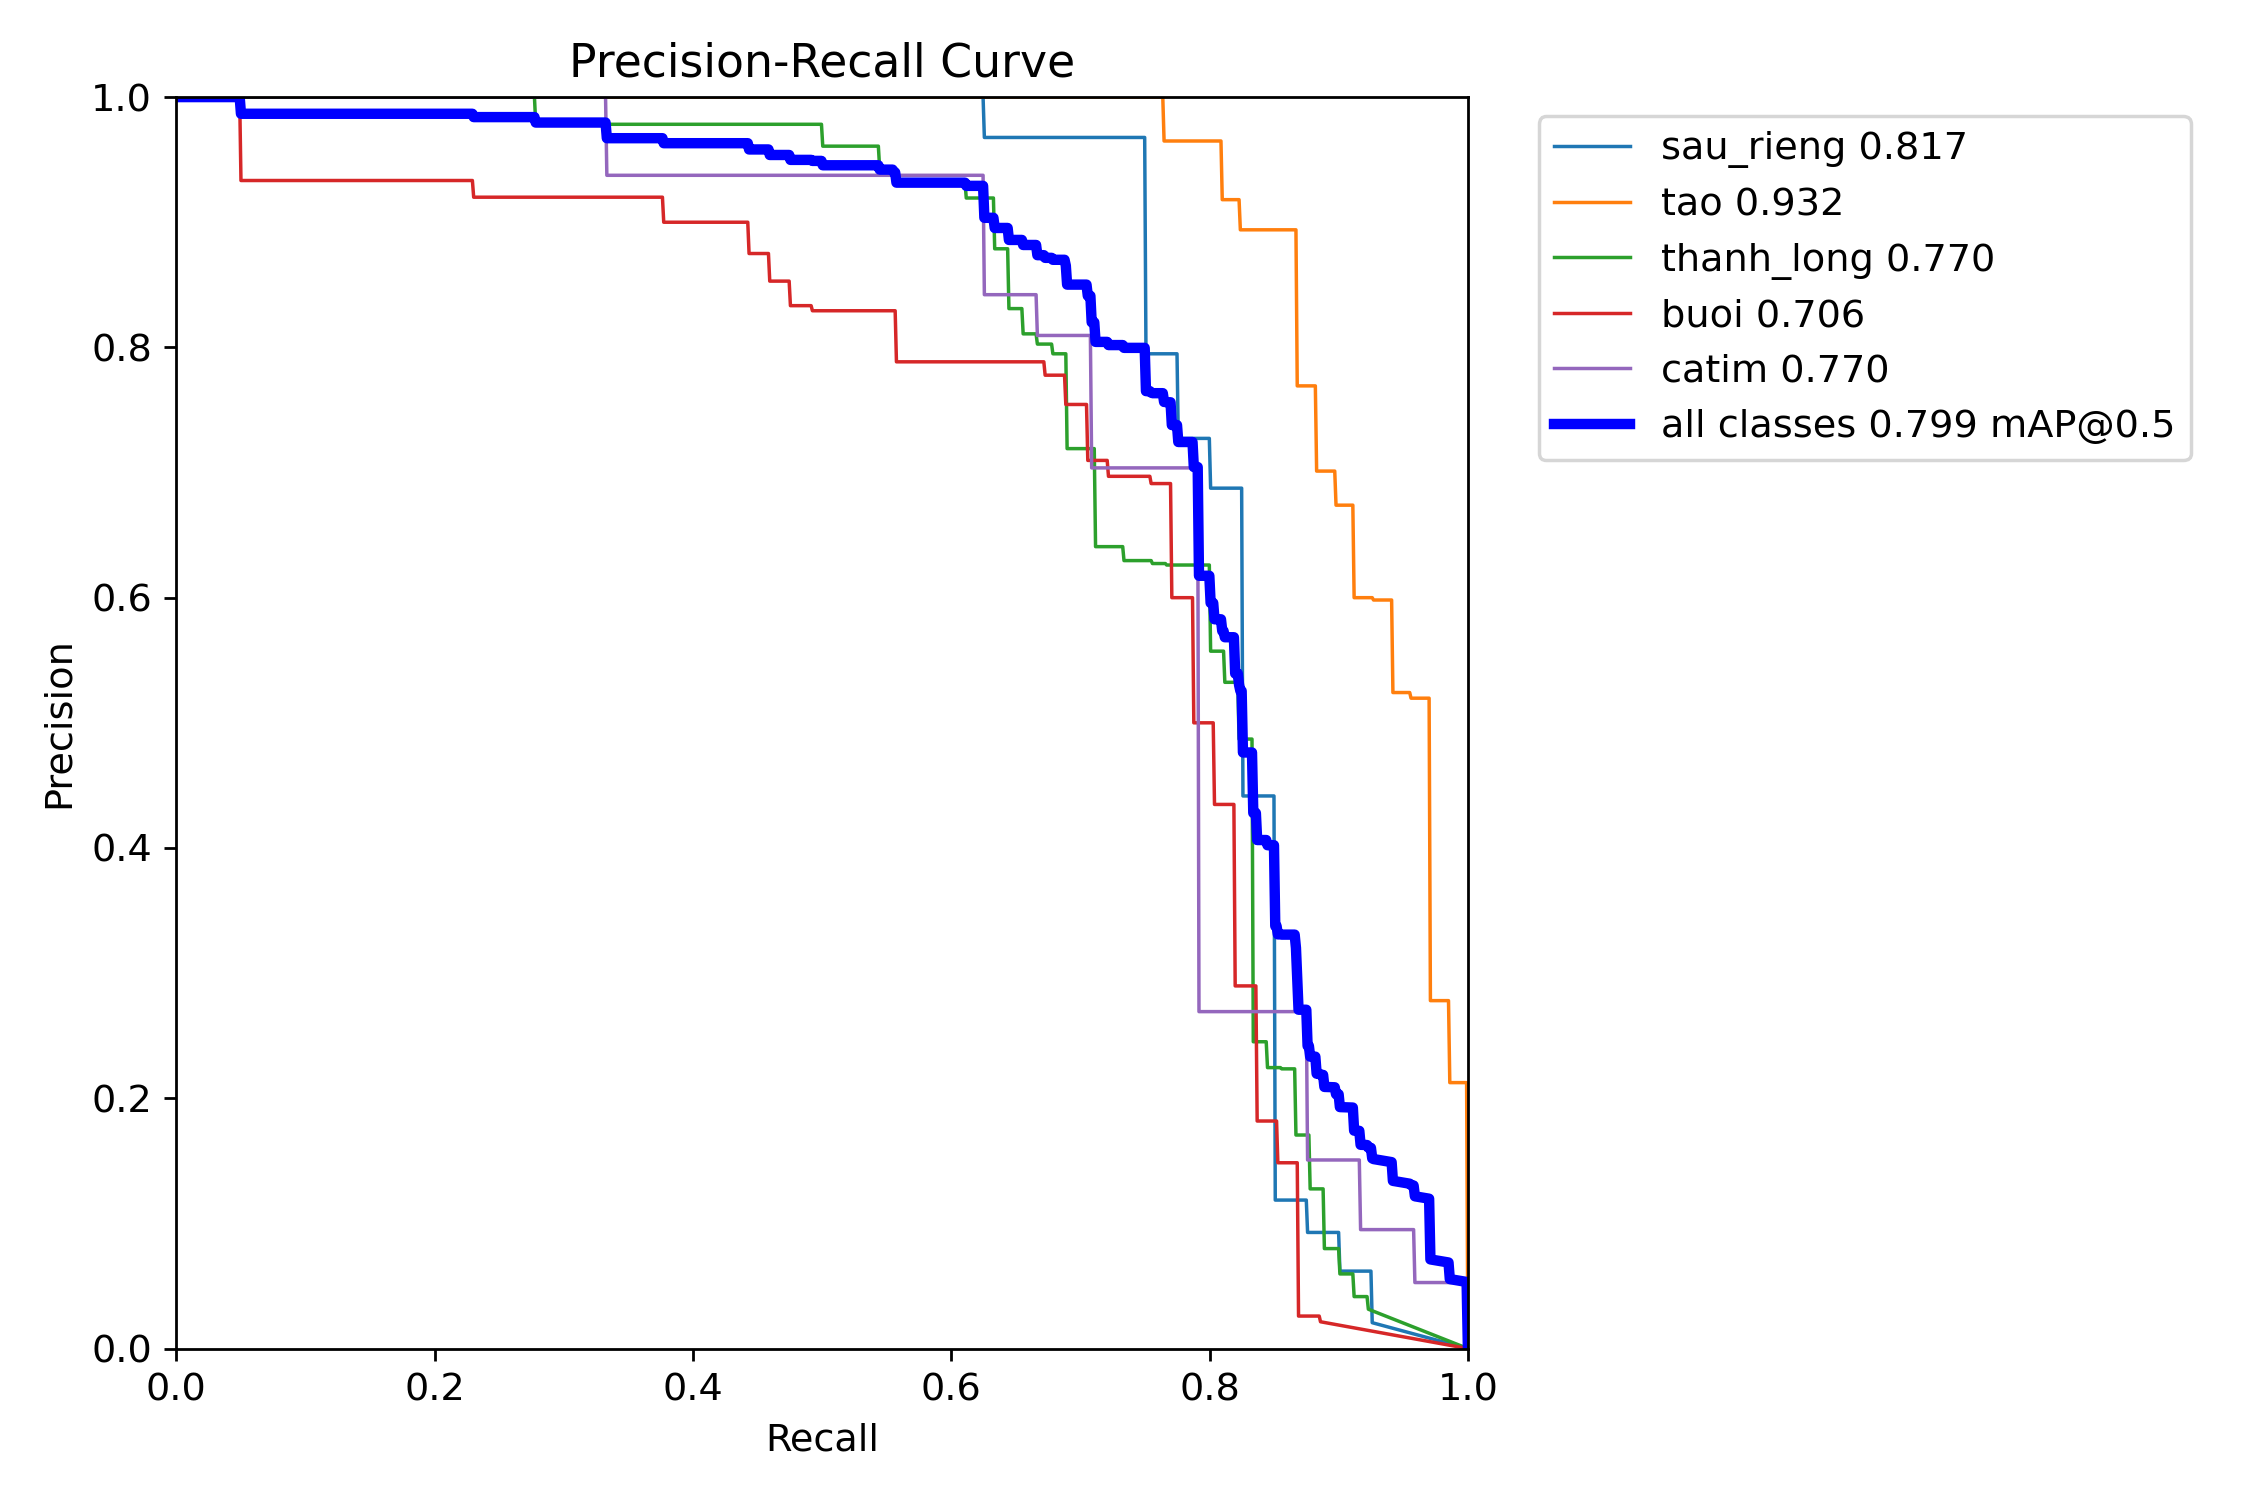 Precision-Recall Curve
1.0
0.8
0.6
0.4
0.2
0.0
Precision
0.0 0.2 0.4 0.6 0.8 1.0
Recall
sau_rieng 0.817
tao 0.932
thanh_long 0.770
buoi 0.706
catim 0.770
all classes 0.799 mAP@0.5